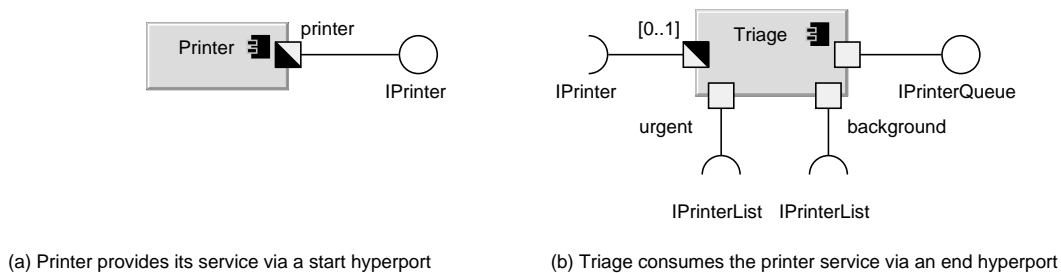 printer
Printer
IPrinter
[0..1]
Triage
IPrinter
IPrinterQueue
urgent
background
IPrinterList
IPrinterList
(a) Printer provides its service via a start hyperport
(b) Triage consumes the printer service via an end hyperport